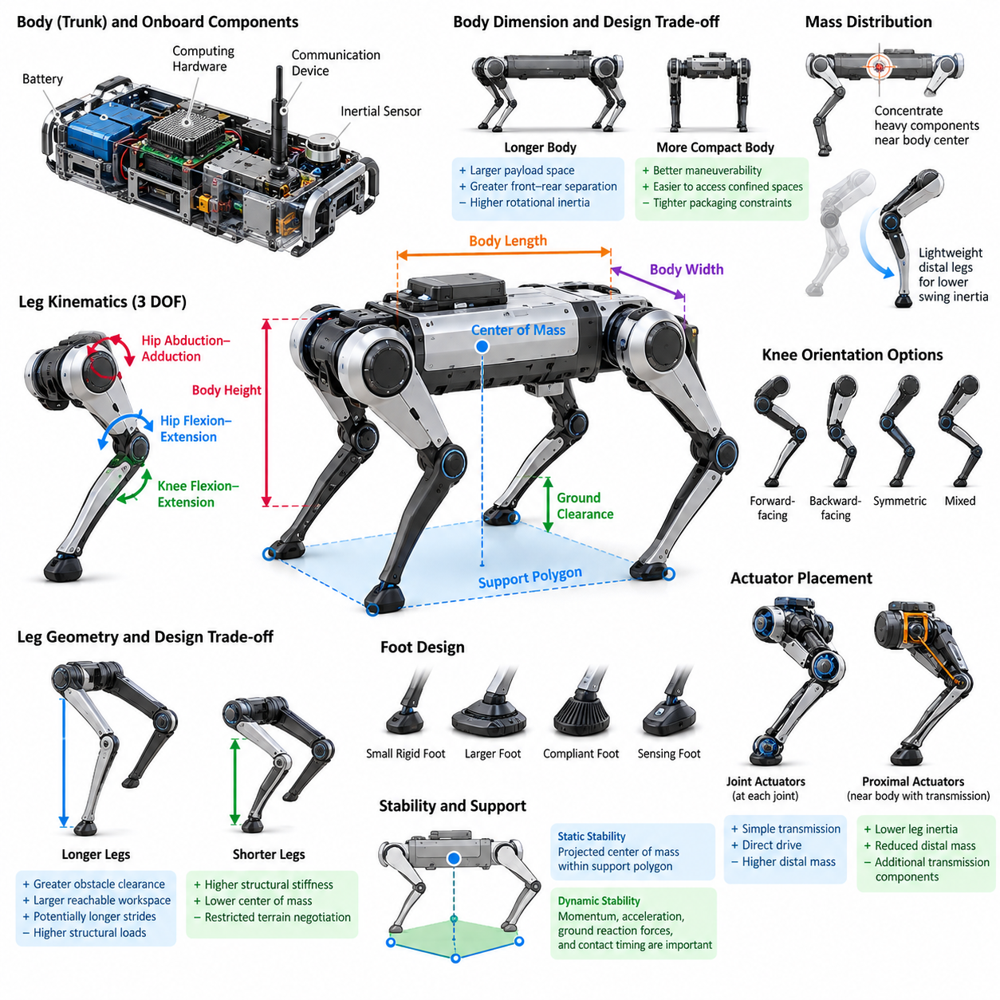 Body (Trunk) and Onboard Components
Battery
Computing
Hardware
Communication
Device
Inertial Sensor
Body Dimension and Design Trade-off
Longer Body
+ Larger payload space
+ Greater front–rear separation
– Higher rotational inertia
More Compact Body
+ Better maneuverability
+ Easier to access confined spaces
– Tighter packaging constraints
Mass Distribution
Concentrate
heavy components
near body center
Lightweight
distal legs
for lower
swing inertia
Leg Kinematics (3 DOF)
Hip Abduction–
Adduction
Hip Flexion–
Extension
Knee Flexion–
Extension
Body Length
Body Width
Center of Mass
Body Height
Ground
Clearance
Support Polygon
Knee Orientation Options
Forward-
facing
Backward-
facing
Symmetric
Mixed
Actuator Placement
Joint Actuators
(at each joint)
+ Simple transmission
+ Direct drive
– Higher distal mass
Proximal Actuators
(near body with transmission)
+ Lower leg inertia
+ Reduced distal mass
– Additional transmission
components
Leg Geometry and Design Trade-off
Longer Legs
+ Greater obstacle clearance
+ Larger reachable workspace
+ Potentially longer strides
– Higher structural loads
Shorter Legs
+ Higher structural stiffness
+ Lower center of mass
– Restricted terrain negotiation
Foot Design
Small Rigid Foot
Larger Foot
Compliant Foot
Sensing Foot
Stability and Support
Static Stability
Projected center of mass
within support polygon
Dynamic Stability
Momentum, acceleration,
ground reaction forces,
and contact timing are important